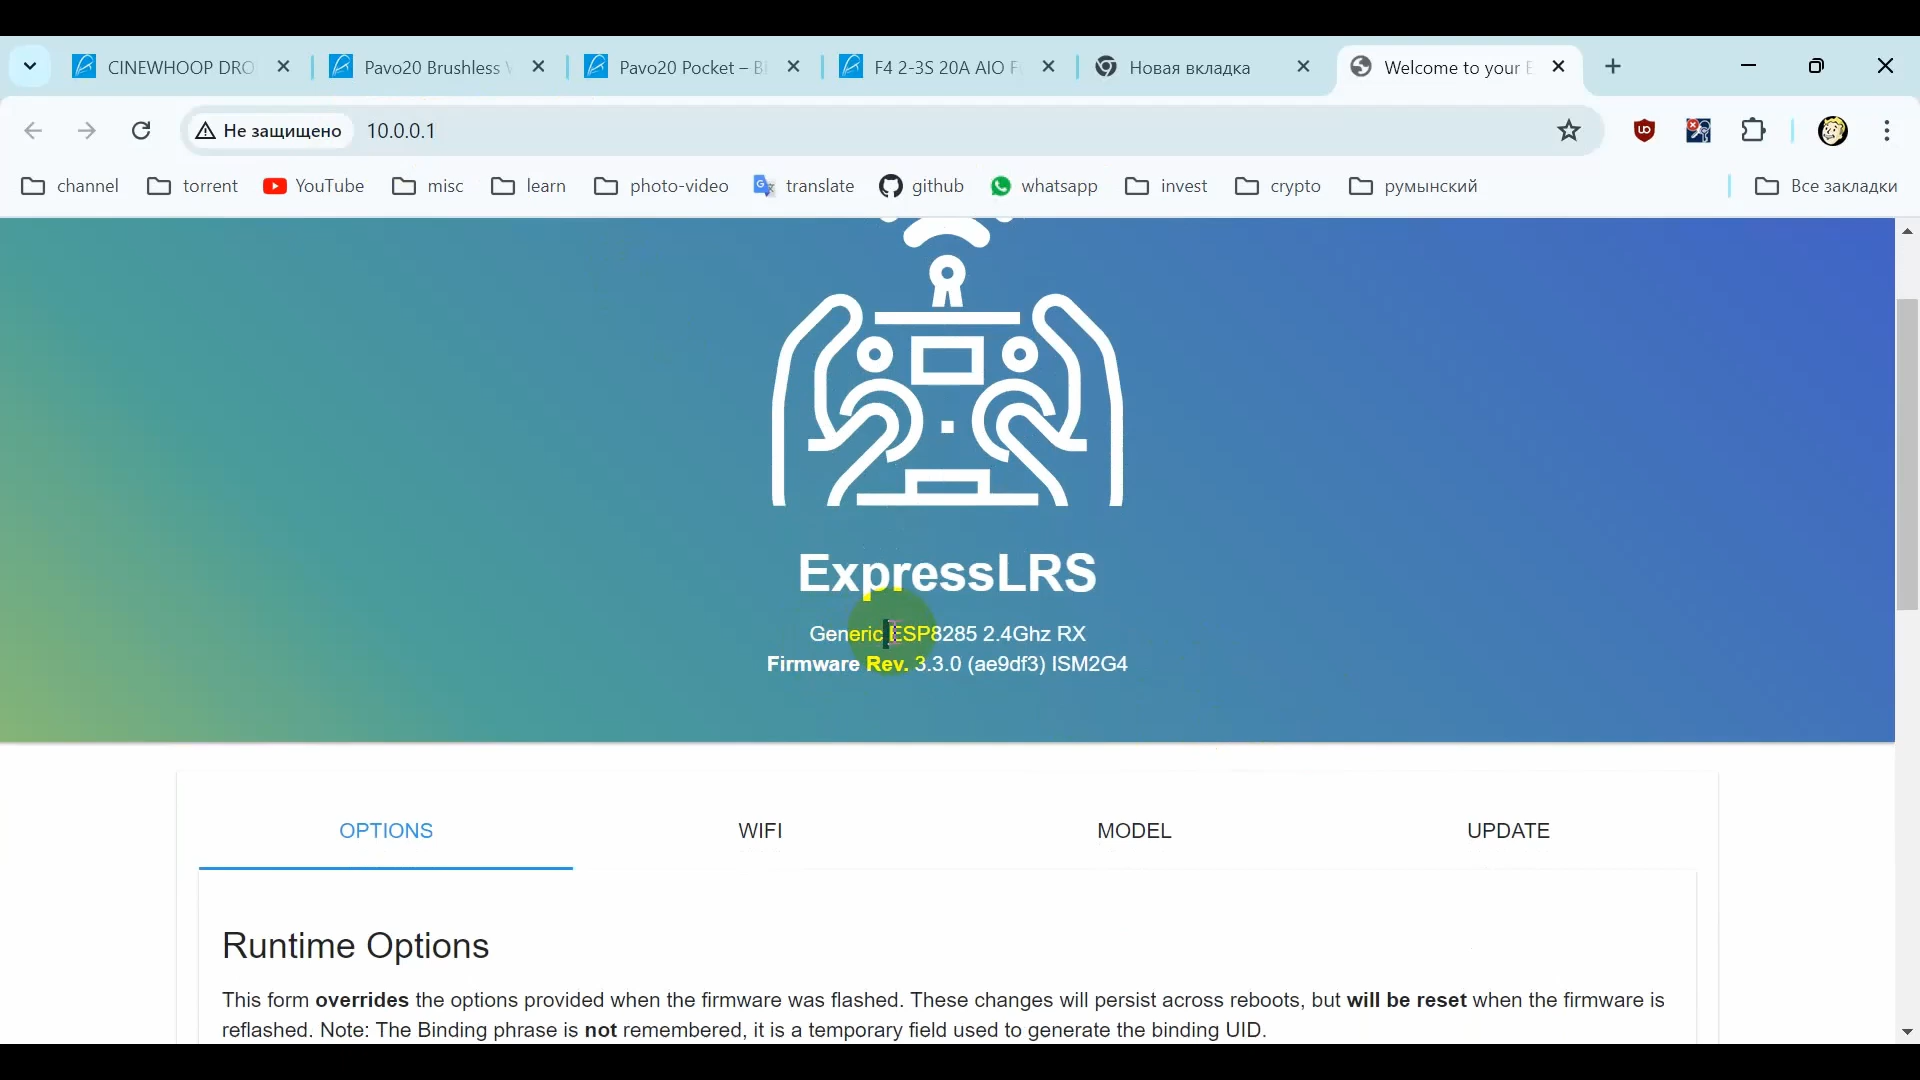 CINEWHOOP DRO
Pavo20 Brushless
Pavo20 Pocket – B
F4 2-3S 20A AIO F
Новая вкладка
Welcome to your E
Не защищено
10.0.0.1
channel
torrent
YouTube
misc
learn
photo-video
translate
github
whatsapp
invest
crypto
румынский
Все закладки
ExpressLRS
Generic ESP8285 2.4Ghz RX
Firmware Rev. 3.3.0 (ae9df3) ISM2G4
OPTIONS
WIFI
MODEL
UPDATE
Runtime Options
This form overrides the options provided when the firmware was flashed. These changes will persist across reboots, but will be reset when the firmware is
reflashed. Note: The Binding phrase is not remembered, it is a temporary field used to generate the binding UID.